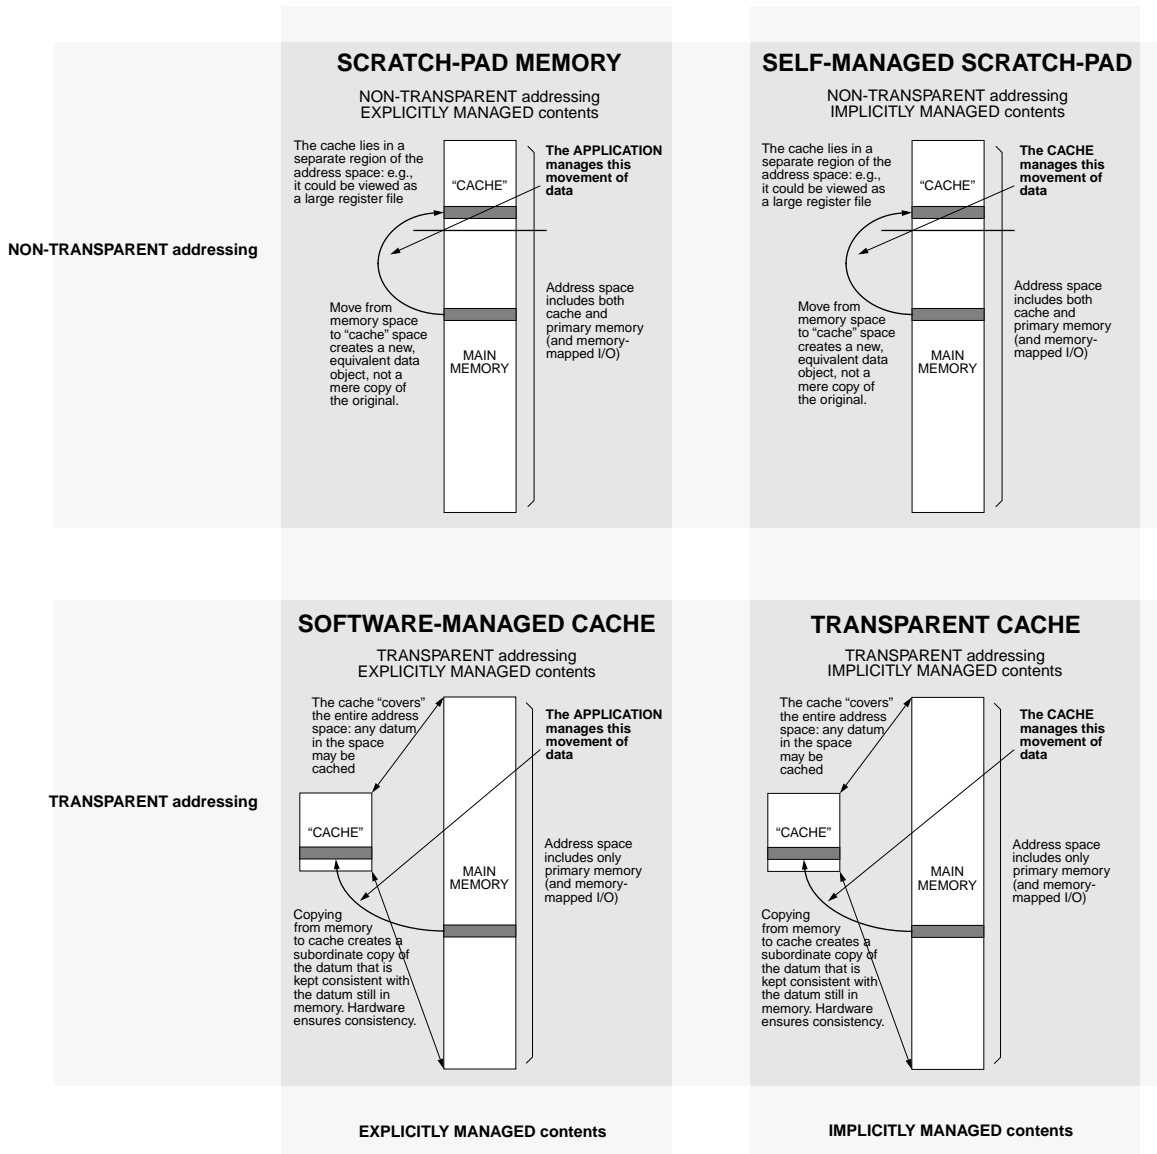 SCRATCH-PAD MEMORY
NON-TRANSPARENT addressing
EXPLICITLY MANAGED contents
The cache lies in a
separate region of the
address space: e.g.,
it could be viewed as
a large register file
“CACHE”
The APPLICATION
manages this
movement of
data
Move from
memory space
to "cache" space
creates a new,
equivalent data
object, not a
mere copy of
the original.
MAIN
MEMORY
Address space
includes both
cache and
primary memory
(and memory-
mapped I/O)
SELF-MANAGED SCRATCH-PAD
NON-TRANSPARENT addressing
IMPLICITLY MANAGED contents
The cache lies in a
separate region of the
address space: e.g.,
it could be viewed as
a large register file
“CACHE”
The CACHE
manages this
movement of
data
Move from
memory space
to "cache" space
creates a new,
equivalent data
object, not a
mere copy of
the original.
MAIN
MEMORY
Address space
includes both
cache and
primary memory
(and memory-
mapped I/O)
NON-TRANSPARENT addressing
SOFTWARE-MANAGED CACHE
TRANSPARENT addressing
EXPLICITLY MANAGED contents
The cache “covers”
the entire address
space: any datum
in the space
may be
cached
“CACHE”
The APPLICATION
manages this
movement of
data
Copying
from memory
to cache creates a
subordinate copy of
the datum that is
kept consistent with
the datum still in
memory. Hardware
ensures consistency.
MAIN
MEMORY
Address space
includes only
primary memory
(and memory-
mapped I/O)
TRANSPARENT CACHE
TRANSPARENT addressing
IMPLICITLY MANAGED contents
The cache “covers”
the entire address
space: any datum
in the space
may be
cached
“CACHE”
The CACHE
manages this
movement of
data
Copying
from memory
to cache creates a
subordinate copy of
the datum that is
kept consistent with
the datum still in
memory. Hardware
ensures consistency.
MAIN
MEMORY
Address space
includes only
primary memory
(and memory-
mapped I/O)
TRANSPARENT addressing
EXPLICITLY MANAGED contents
IMPLICITLY MANAGED contents